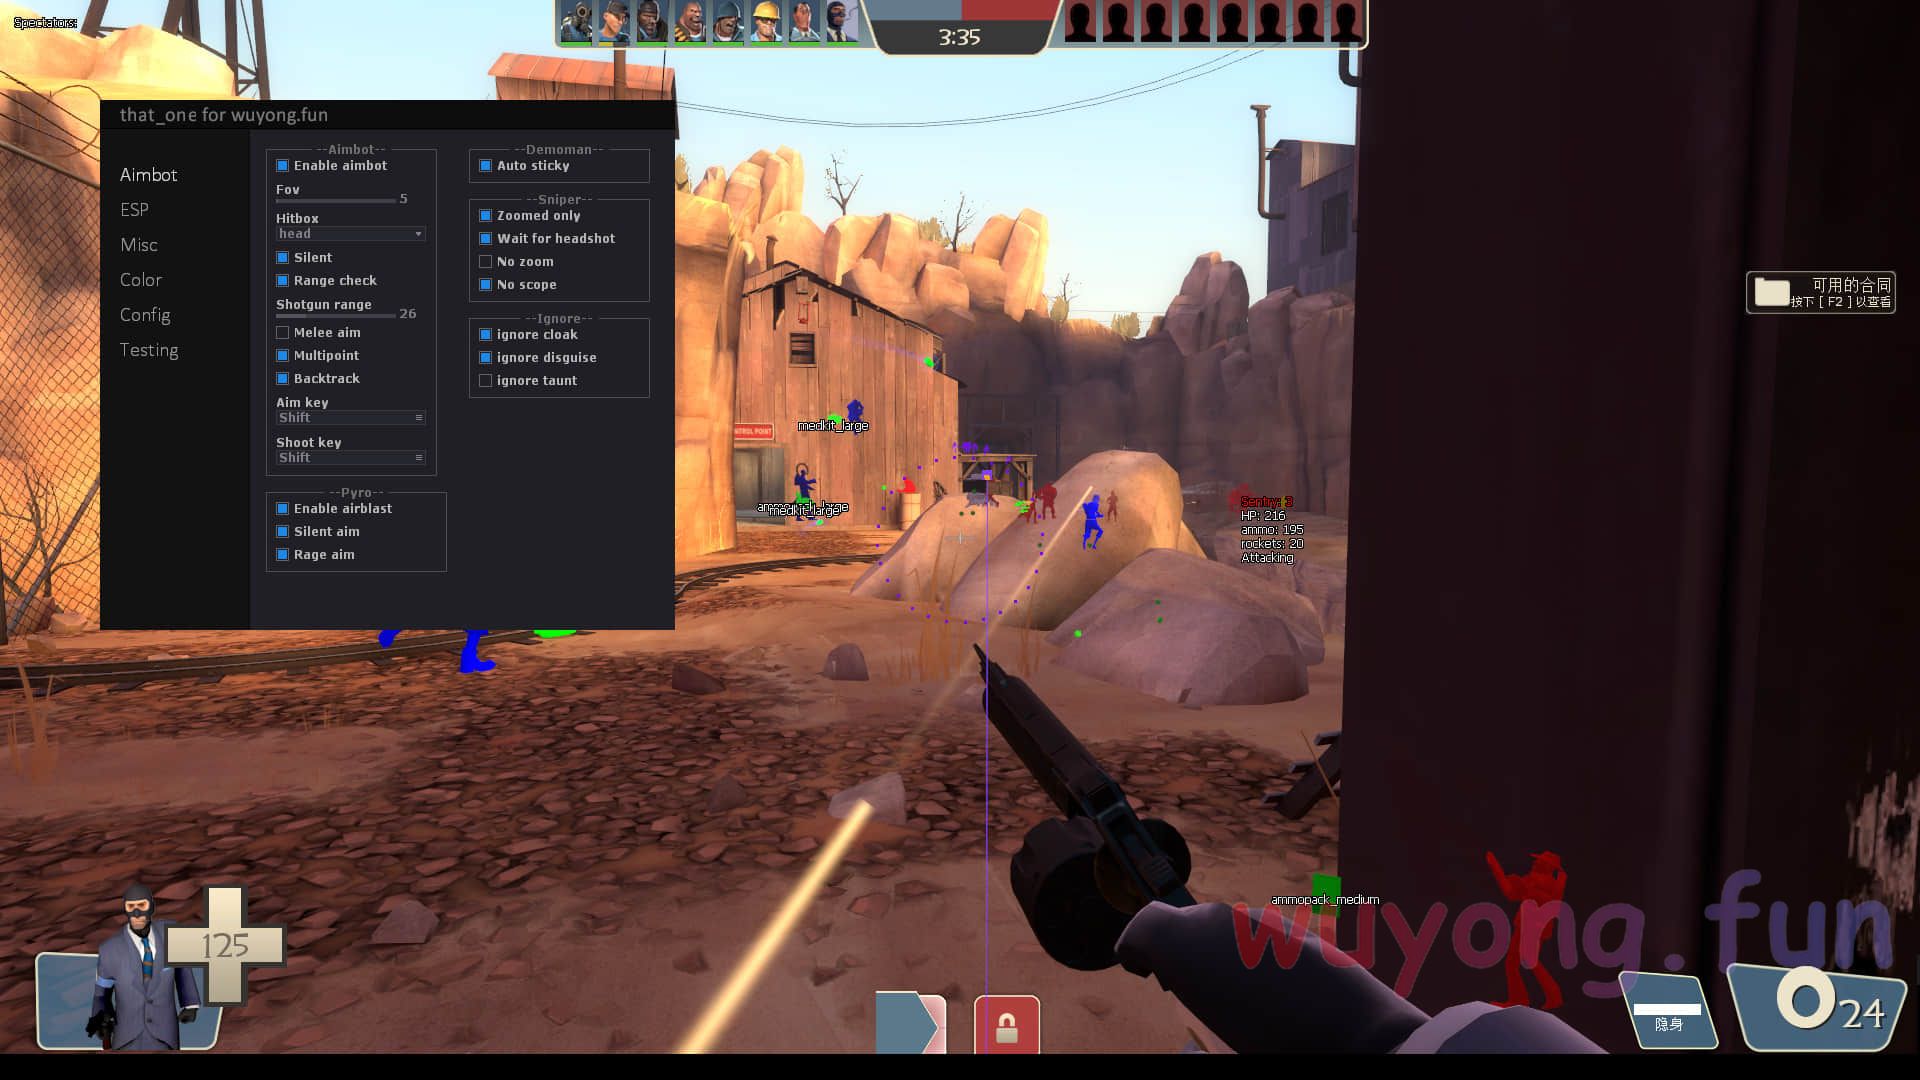 Spectators:
3:35
that_one for wuyong.fun
Aimbot
ESP
Misc
Color
Config
Testing
--Aimbot--
Enable aimbot
Fov
5
Hitbox
head
Silent
Range check
Shotgun range
26
Melee aim
Multipoint
Backtrack
Aim key
Shift
Shoot key
Shift
--Pyro--
Enable airblast
Silent aim
Rage aim
--Demoman--
Auto sticky
--Sniper--
Zoomed only
Wait for headshot
No zoom
No scope
--Ignore--
ignore cloak
ignore disguise
ignore taunt
可用的合同
按下 [ F2 ] 以查看
medkit_large
medkit_large
Sentry: 3
HP: 216
ammo: 195
rockets: 20
Attacking
ammopack_medium
wuyong.fun
125
隐身
0 24